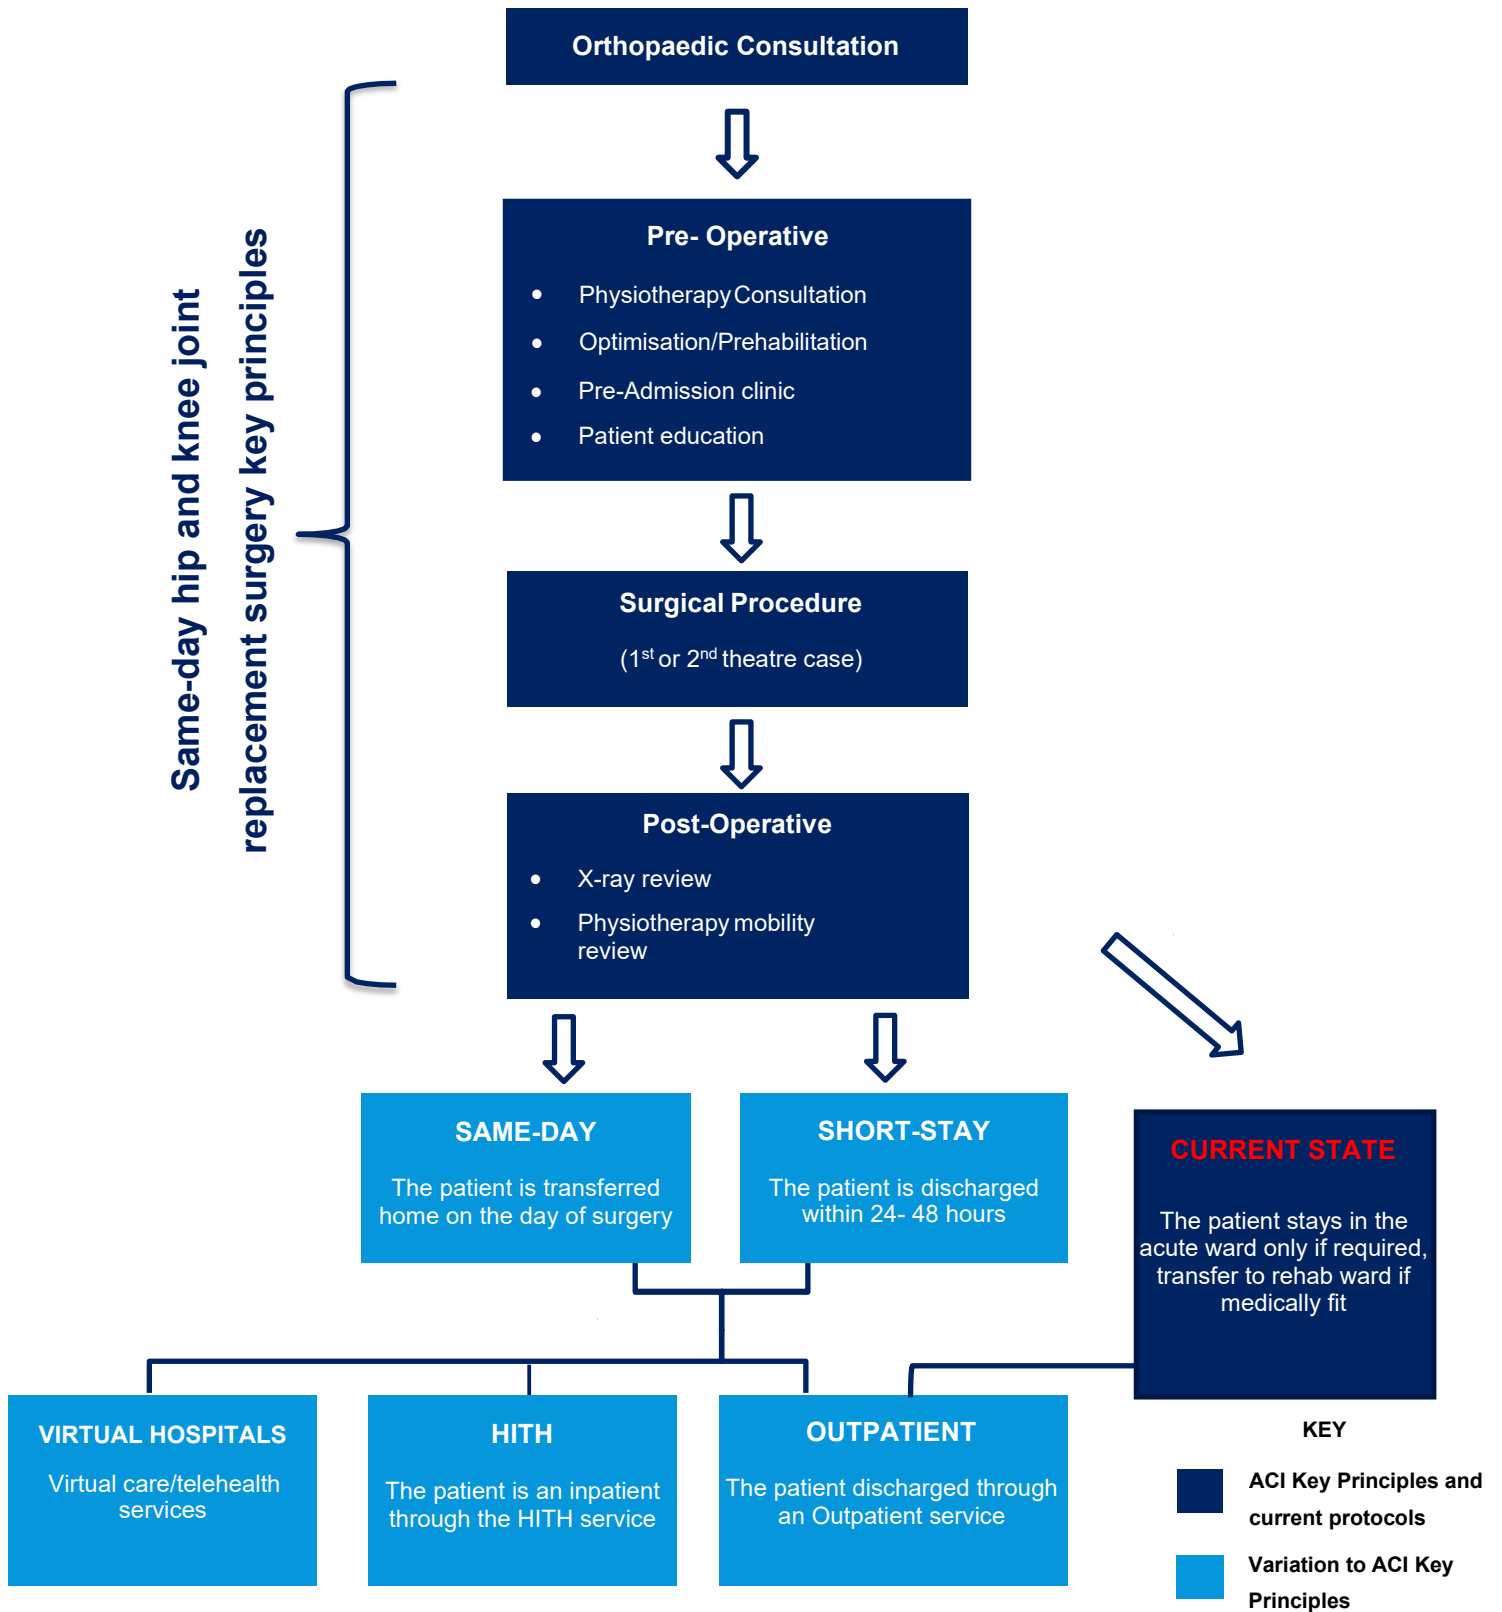 Orthopaedic Consultation
Same-day hip and knee joint
replacement surgery key principles
Pre- Operative
• Physiotherapy Consultation
• Optimisation/Prehabilitation
• Pre-Admission clinic
• Patient education
Surgical Procedure
(1st or 2nd theatre case)
Post-Operative
• X-ray review
• Physiotherapy mobility
review
SAME-DAY
The patient is transferred
home on the day of surgery
SHORT-STAY
The patient is discharged
within 24- 48 hours
CURRENT STATE
The patient stays in the
acute ward only if required,
transfer to rehab ward if
medically fit
VIRTUAL HOSPITALS
Virtual care/telehealth
services
HITH
The patient is an inpatient
through the HITH service
OUTPATIENT
The patient discharged through
an Outpatient service
KEY
ACI Key Principles and
current protocols
Variation to ACI Key
Principles